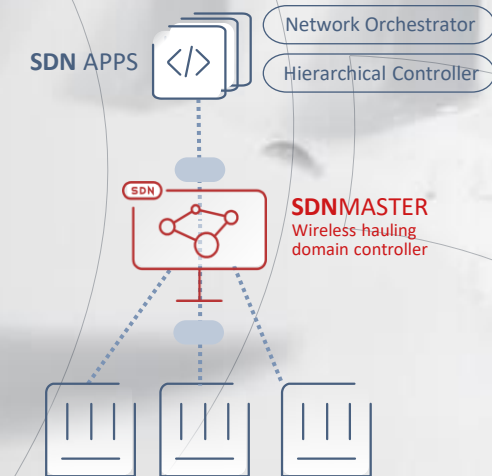 Network Orchestrator
SDN APPS
</>
Hierarchical Controller
SDN
SDNMASTER
Wireless hauling
domain controller